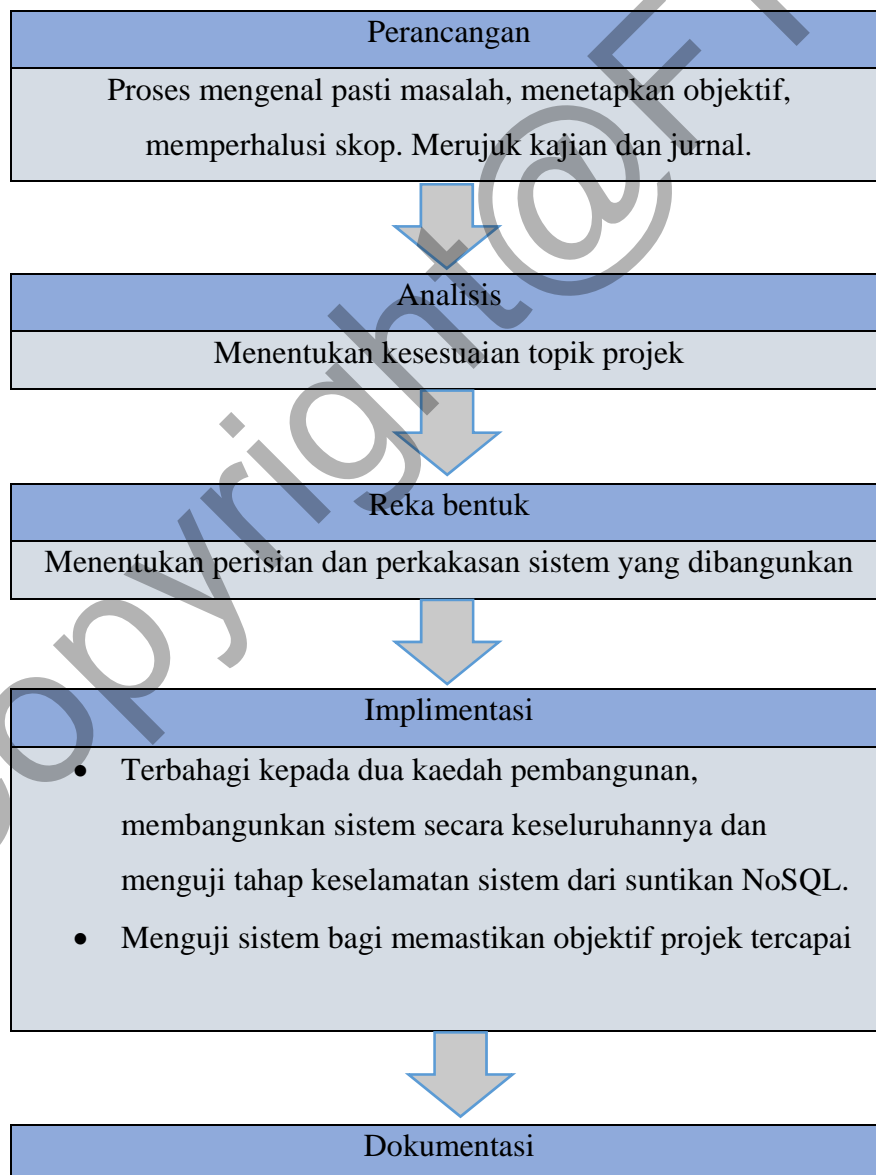 Perancangan
Proses mengenal pasti masalah, menetapkan objektif,
memperhalusi skop. Merujuk kajian dan jurnal.
Analisis
Menentukan kesesuaian topik projek
Reka bentuk
Menentukan perisian dan perkakasan sistem yang dibangunkan
Implimentasi
• Terbahagi kepada dua kaedah pembangunan,
membangunkan sistem secara keseluruhannya dan
menguji tahap keselamatan sistem dari suntikan NoSQL.
• Menguji sistem bagi memastikan objektif projek tercapai
Dokumentasi